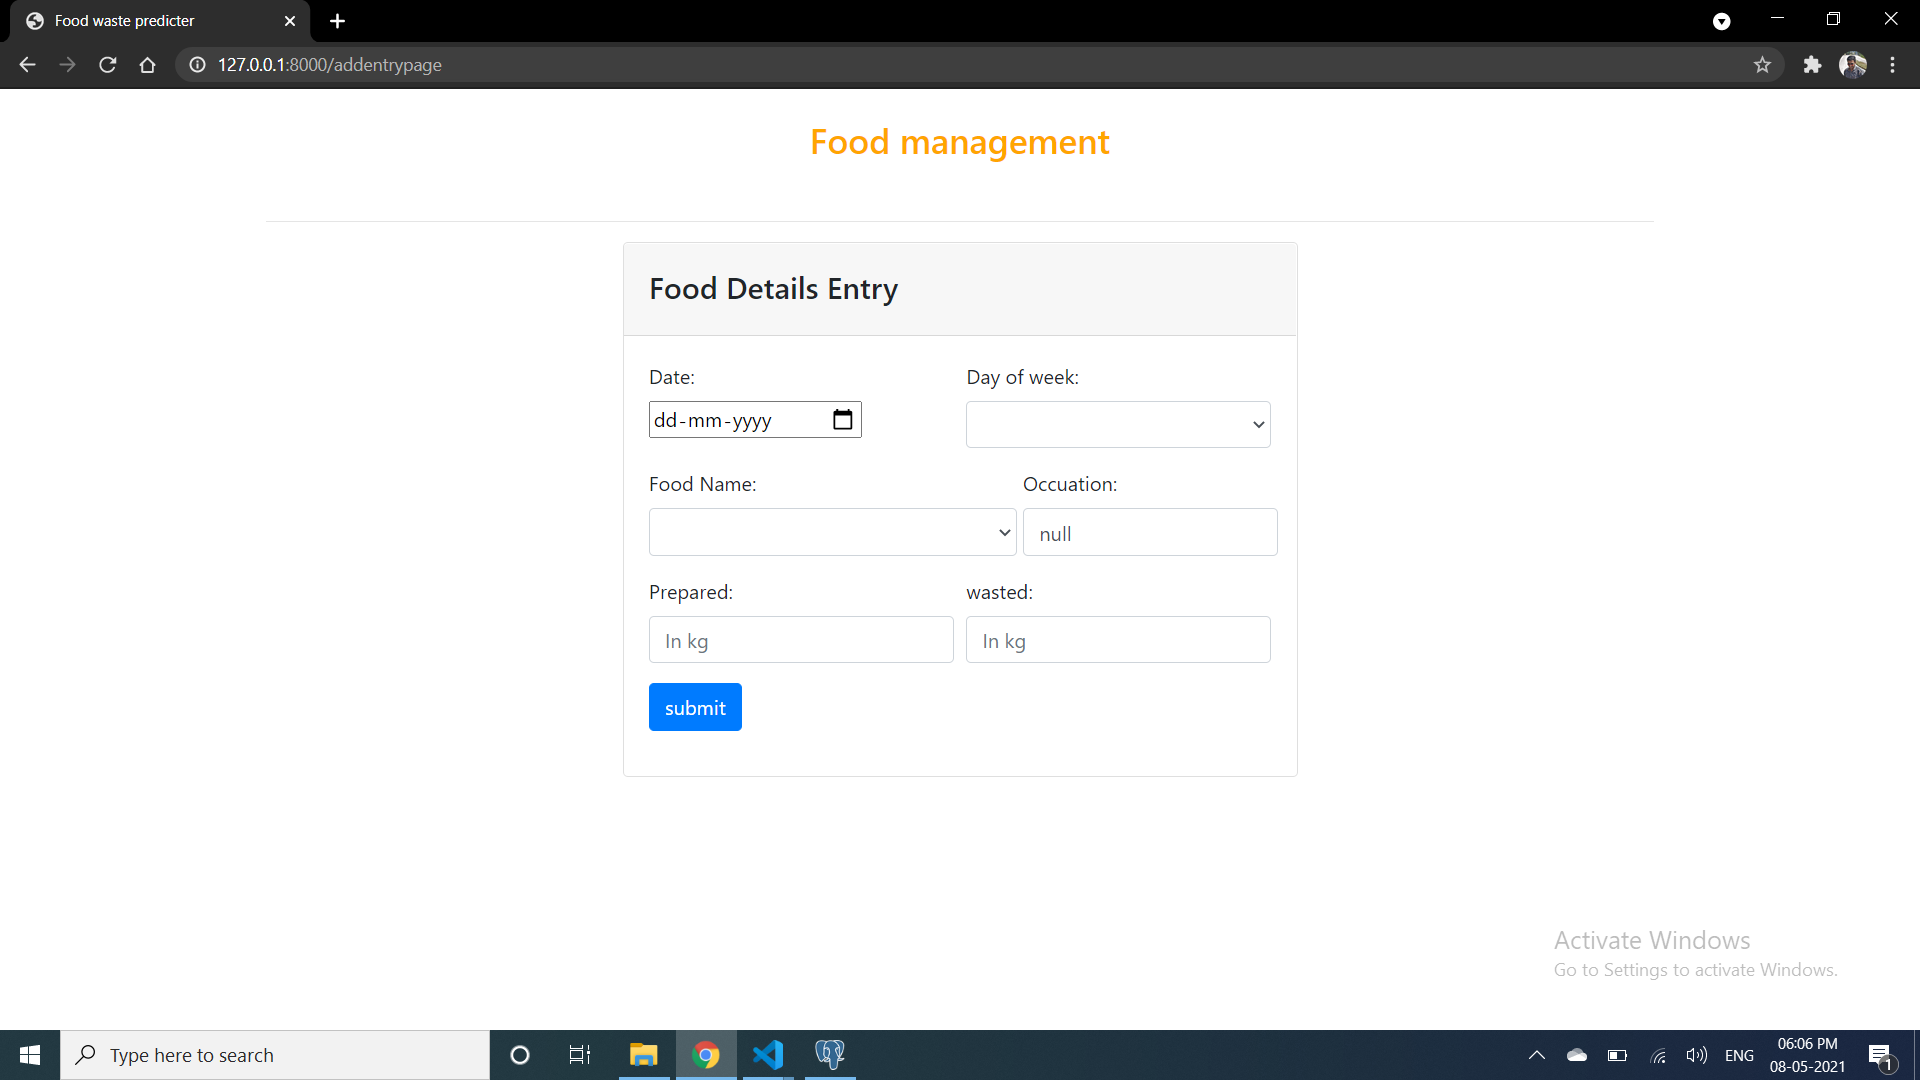 Food waste predicter
127.0.0.1:8000/addentrypage
Food management
Food Details Entry
Date: Day of week:
dd-mm-yyyy
Food Name: Occuation:
null
Prepared: wasted:
In kg In kg
submit
Activate Windows
Go to Settings to activate Windows.
Type here to search
ENG
06:06 PM
08-05-2021
1